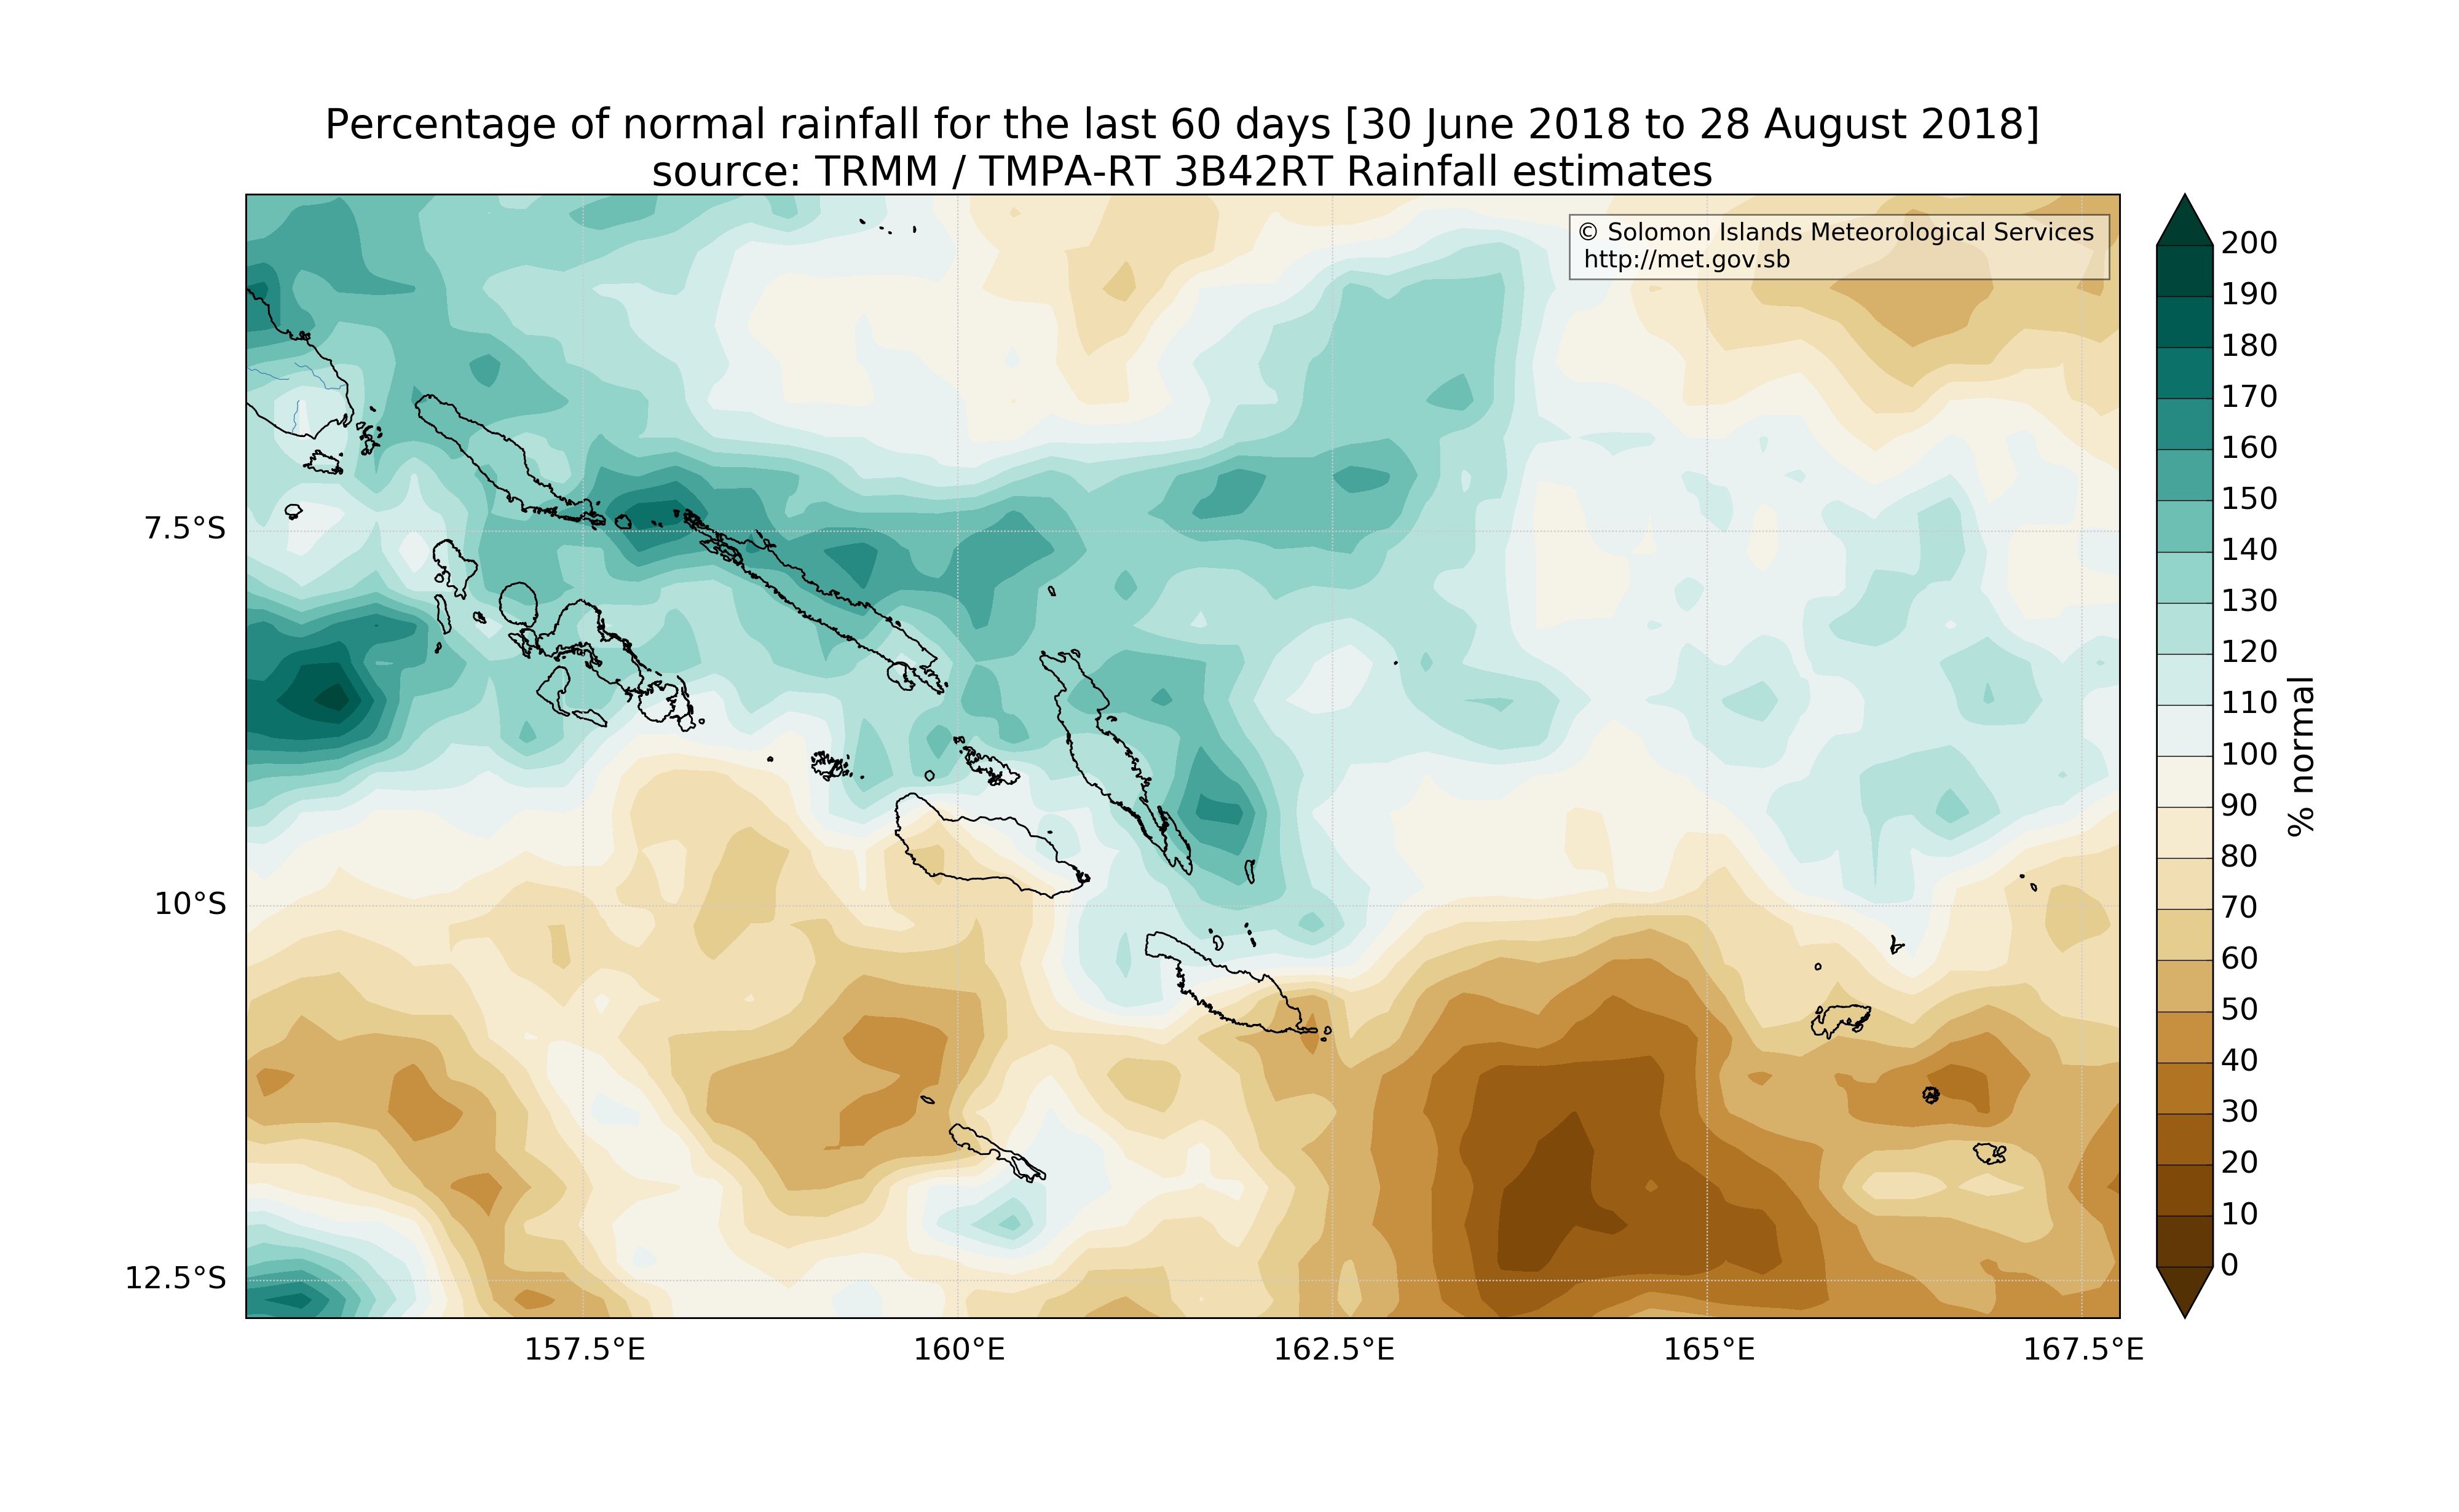 Percentage of normal rainfall for the last 60 days [30 June 2018 to 28 August 2018]
source: TRMM / TMPA-RT 3B42RT Rainfall estimates
© Solomon Islands Meteorological Services
http://met.gov.sb
7.5°S
10°S
12.5°S
157.5°E
160°E
162.5°E
165°E
167.5°E
200
190
180
170
160
150
140
130
120
110
100
90
80
70
60
50
40
30
20
10
0
% normal